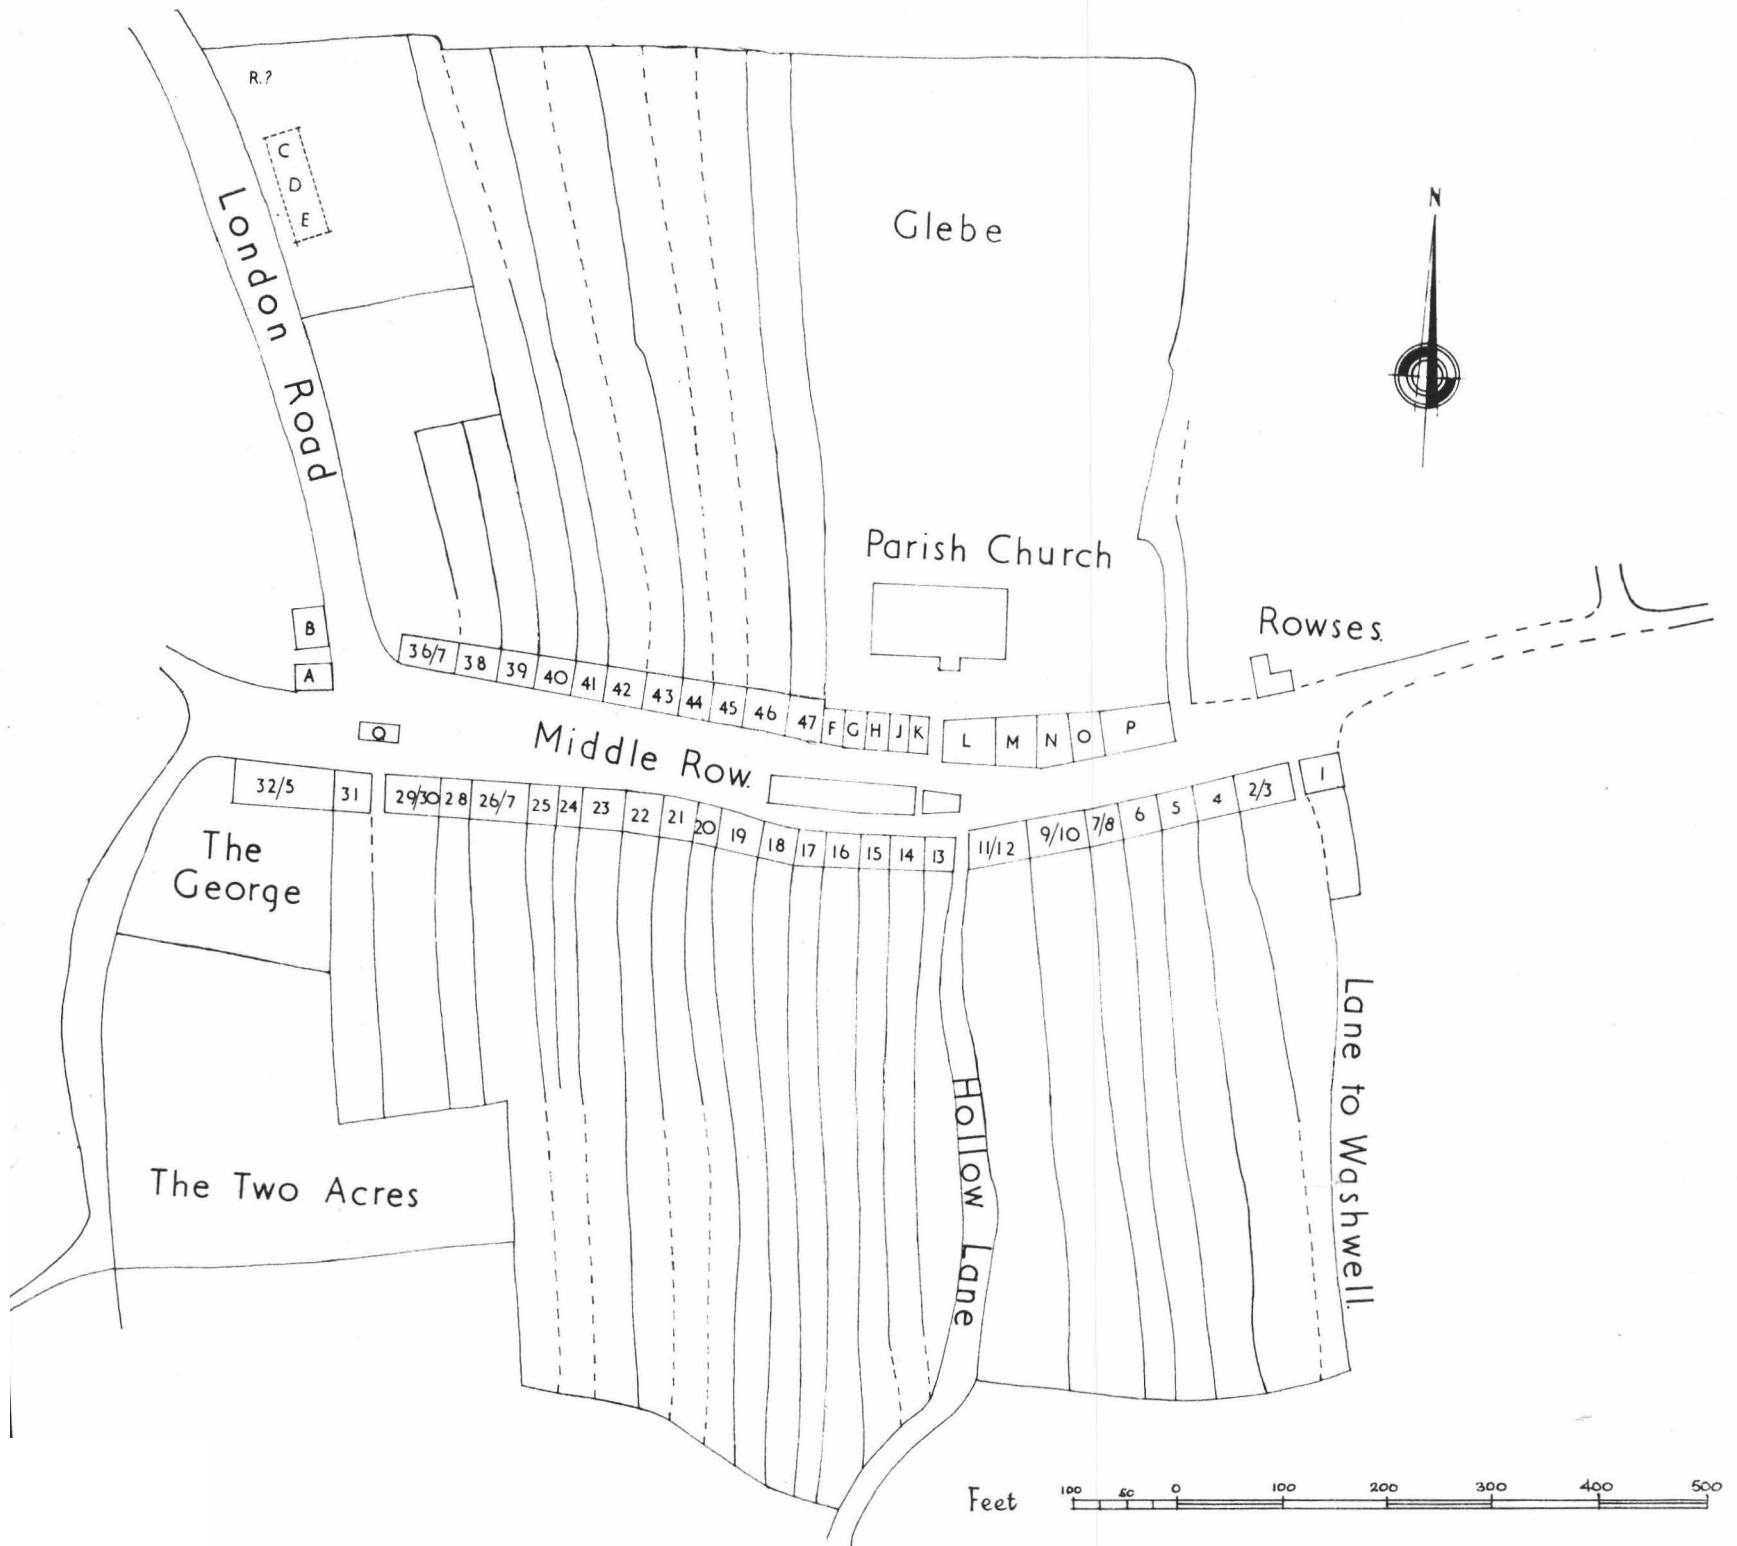 R.?
C
D
E
London Road
Glebe
N
Parish Church
Rowses.
B
A
36/7 38 39 40 41 42 43 44 45 46 47 F G H J K L M N O P
Q
Middle Row.
32/5 31 29/30 28 26/7 25 24 23 22 21 20 19 18 17 16 15 14 13 11/12 9/10 7/8 6 5 4 2/3 1
The
George
Hollow Lane
Lane to Washwell.
The Two Acres
Feet 100 50 0 100 200 300 400 500